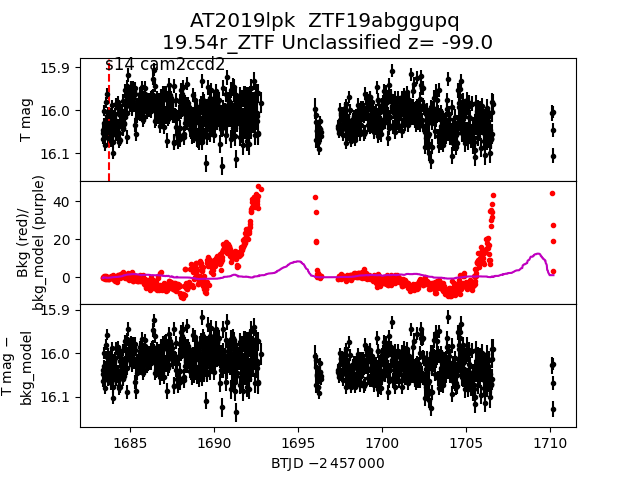 AT2019lpk ZTF19abggupq
19.54r_ZTF Unclassified z= -99.0
s14 cam2ccd2
15.9
16.0
16.1
T mag
40
20
0
Bkg (red)/
bkg_model (purple)
15.9
16.0
16.1
T mag −
bkg_model
1685
1690
1695
1700
1705
1710
BTJD −2 457 000